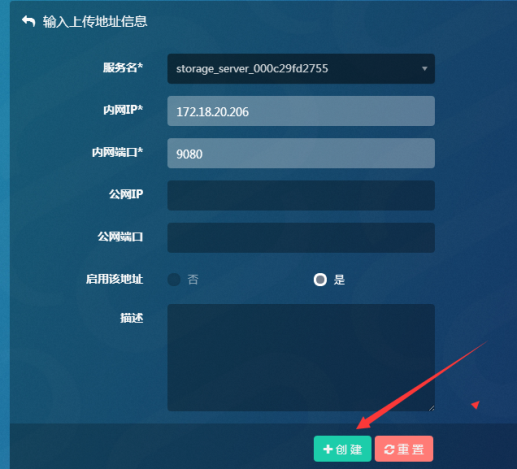 输入上传地址信息
服务名* storage_server_000c29fd2755
内网IP* 172.18.20.206
内网端口* 9080
公网IP
公网端口
启用该地址 否 是
描述
创建 重置